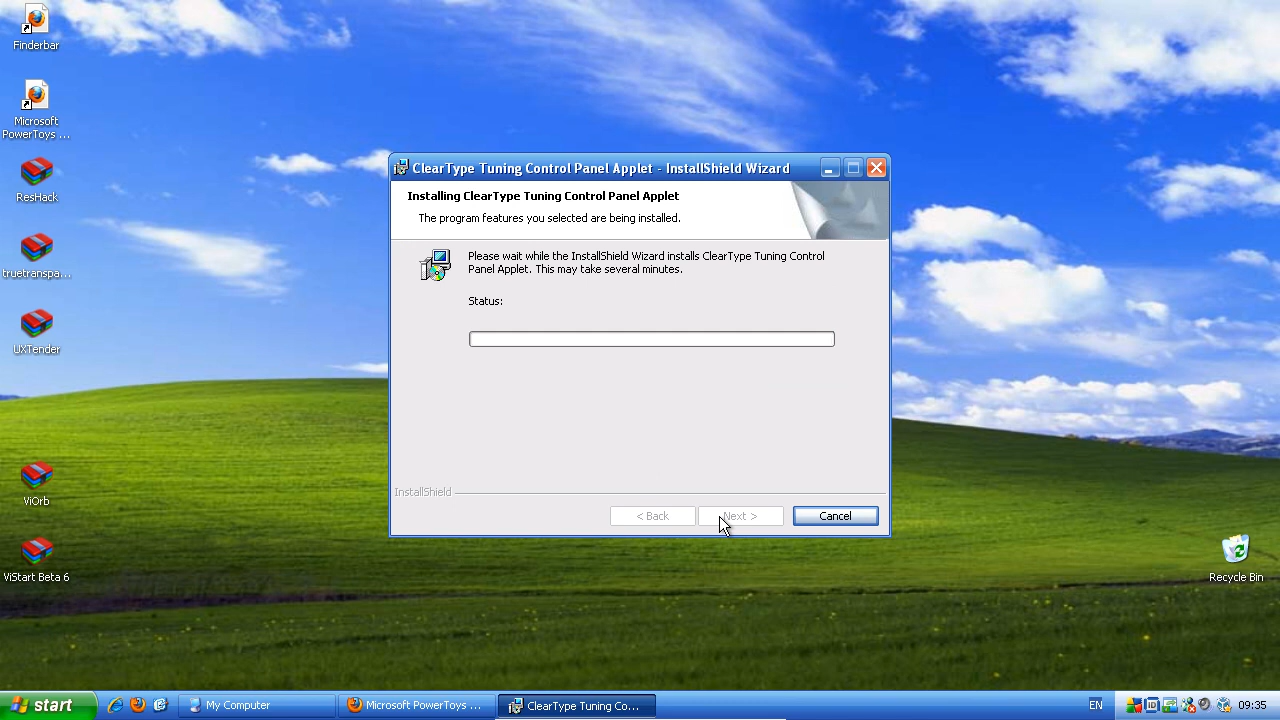 Finderbar
Microsoft
PowerToys ...
ResHack
truetranspa...
UXTender
ViOrb
ViStart Beta 6
ClearType Tuning Control Panel Applet - InstallShield Wizard
Installing ClearType Tuning Control Panel Applet
The program features you selected are being installed.
Please wait while the InstallShield Wizard installs ClearType Tuning Control
Panel Applet. This may take several minutes.
Status:
InstallShield
< Back
Next >
Cancel
Recycle Bin
start
My Computer
Microsoft PowerToys ...
ClearType Tuning Co...
EN
ID
09:35